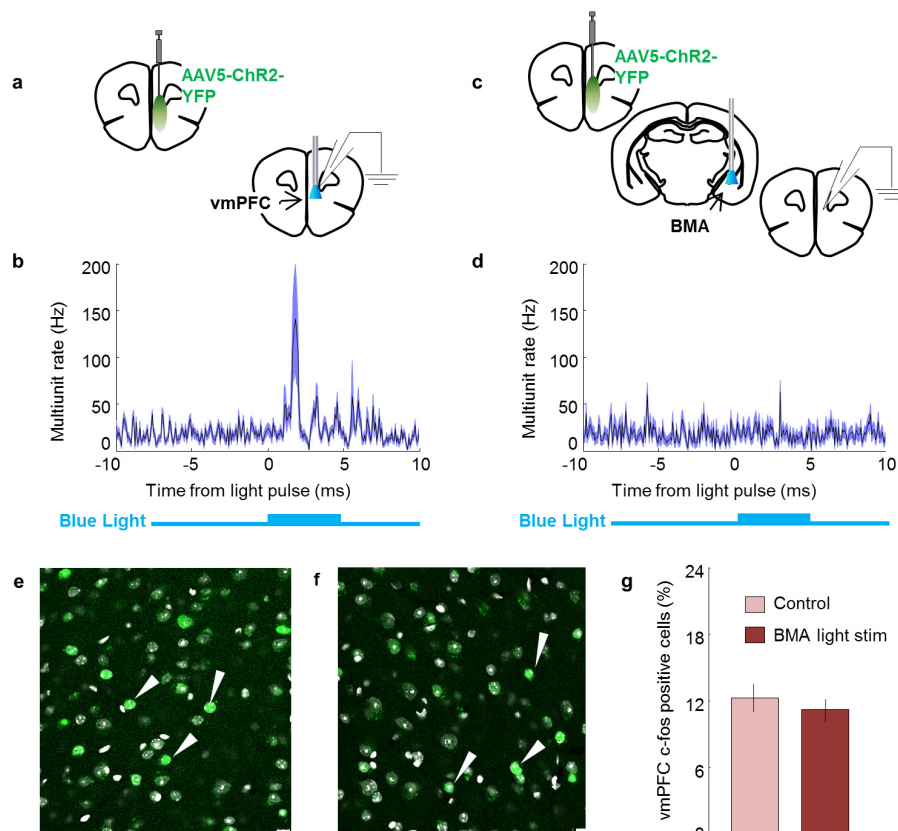 a
AAV5-ChR2-
YFP
vmPFC
c
AAV5-ChR2-
YFP
BMA
b
200
150
100
50
0
Multiunit rate (Hz)
-10 -5 0 5 10
Time from light pulse (ms)
Blue Light
d
200
150
100
50
0
Multiunit rate (Hz)
-10 -5 0 5 10
Time from light pulse (ms)
Blue Light
e
f
g
24
18
12
6
vmPFC c-fos positive cells (%)
Control
BMA light stim